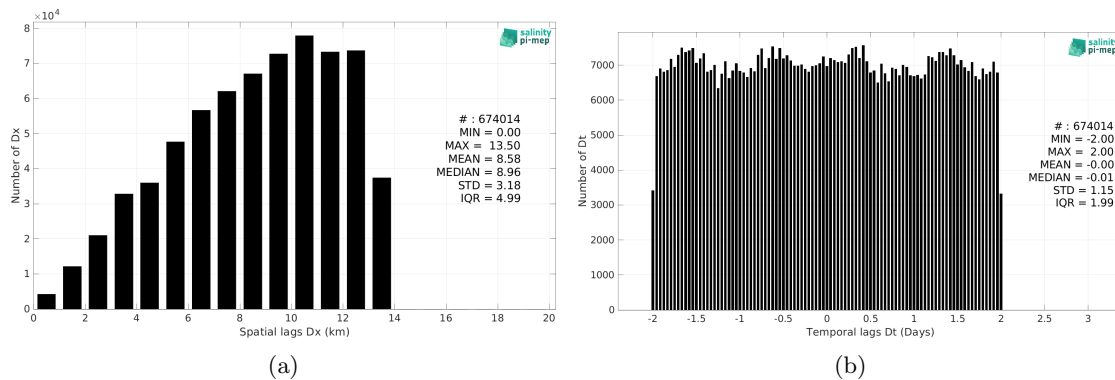 ×10^4
8
7
6
5
4
3
2
1
0
Number of Dx
0 2 4 6 8 10 12 14 16 18 20
Spatial lags Dx (km)
salinity
pi-mep
# : 674014
MIN = 0.00
MAX = 13.50
MEAN = 8.58
MEDIAN = 8.96
STD = 3.18
IQR = 4.99
(a)
7000
6000
5000
4000
3000
2000
1000
0
Number of Dt
-2 -1.5 -1 -0.5 0 0.5 1 1.5 2 2.5 3
Temporal lags Dt (Days)
salinity
pi-mep
# : 674014
MIN = -2.00
MAX = 2.00
MEAN = -0.00
MEDIAN = -0.01
STD = 1.15
IQR = 1.99
(b)